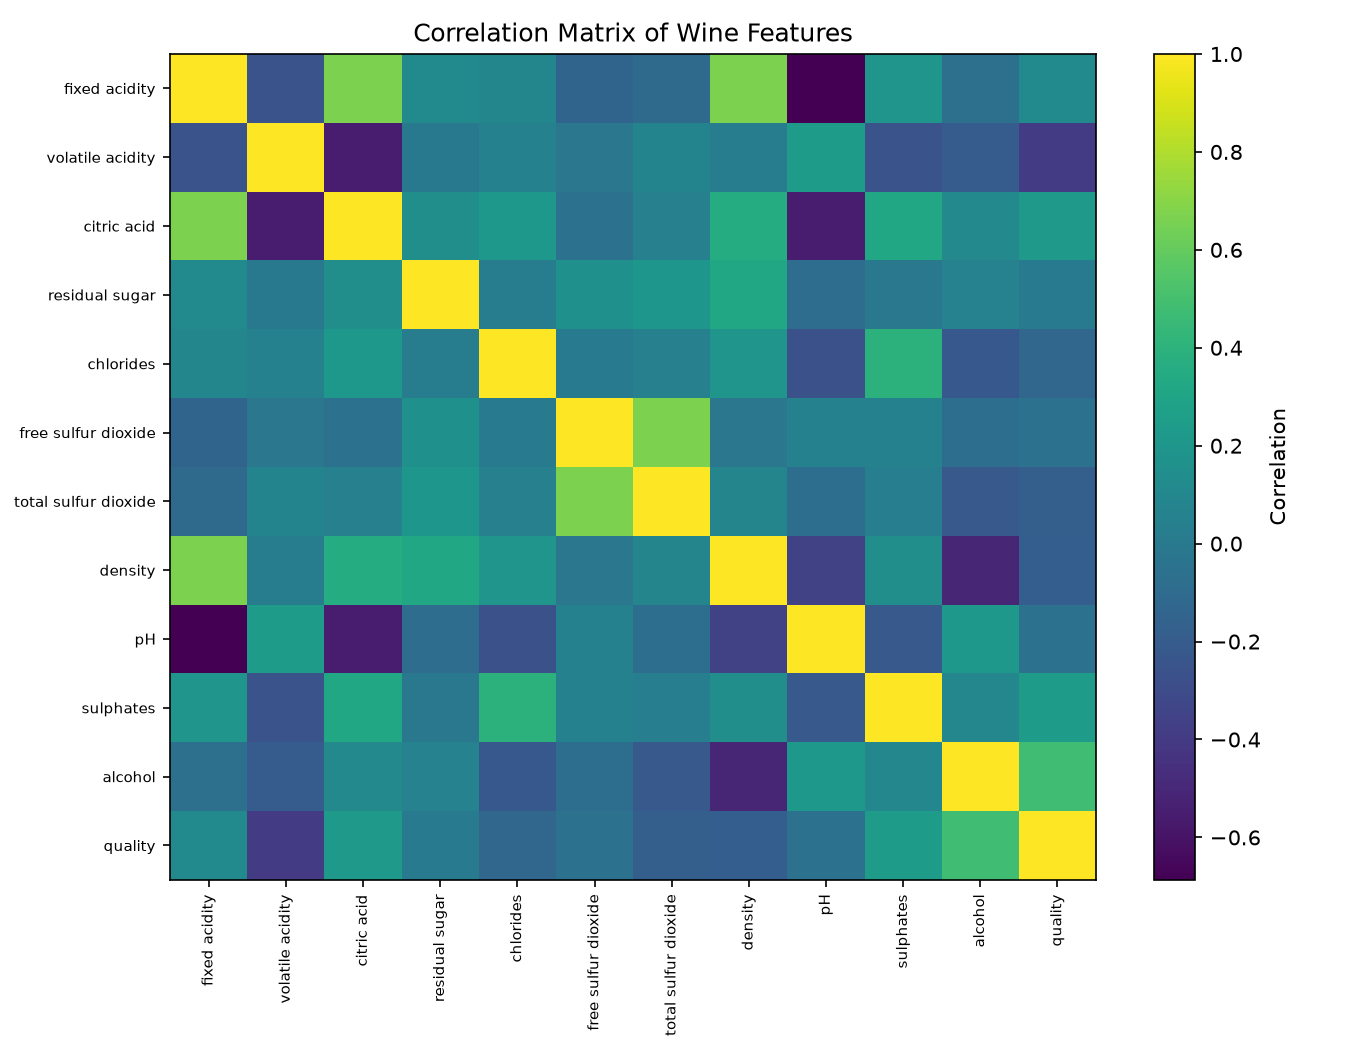 Correlation Matrix of Wine Features
fixed acidity
volatile acidity
citric acid
residual sugar
chlorides
free sulfur dioxide
total sulfur dioxide
density
pH
sulphates
alcohol
quality
fixed acidity
volatile acidity
citric acid
residual sugar
chlorides
free sulfur dioxide
total sulfur dioxide
density
pH
sulphates
alcohol
quality
1.0
0.8
0.6
0.4
0.2
0.0
−0.2
−0.4
−0.6
Correlation